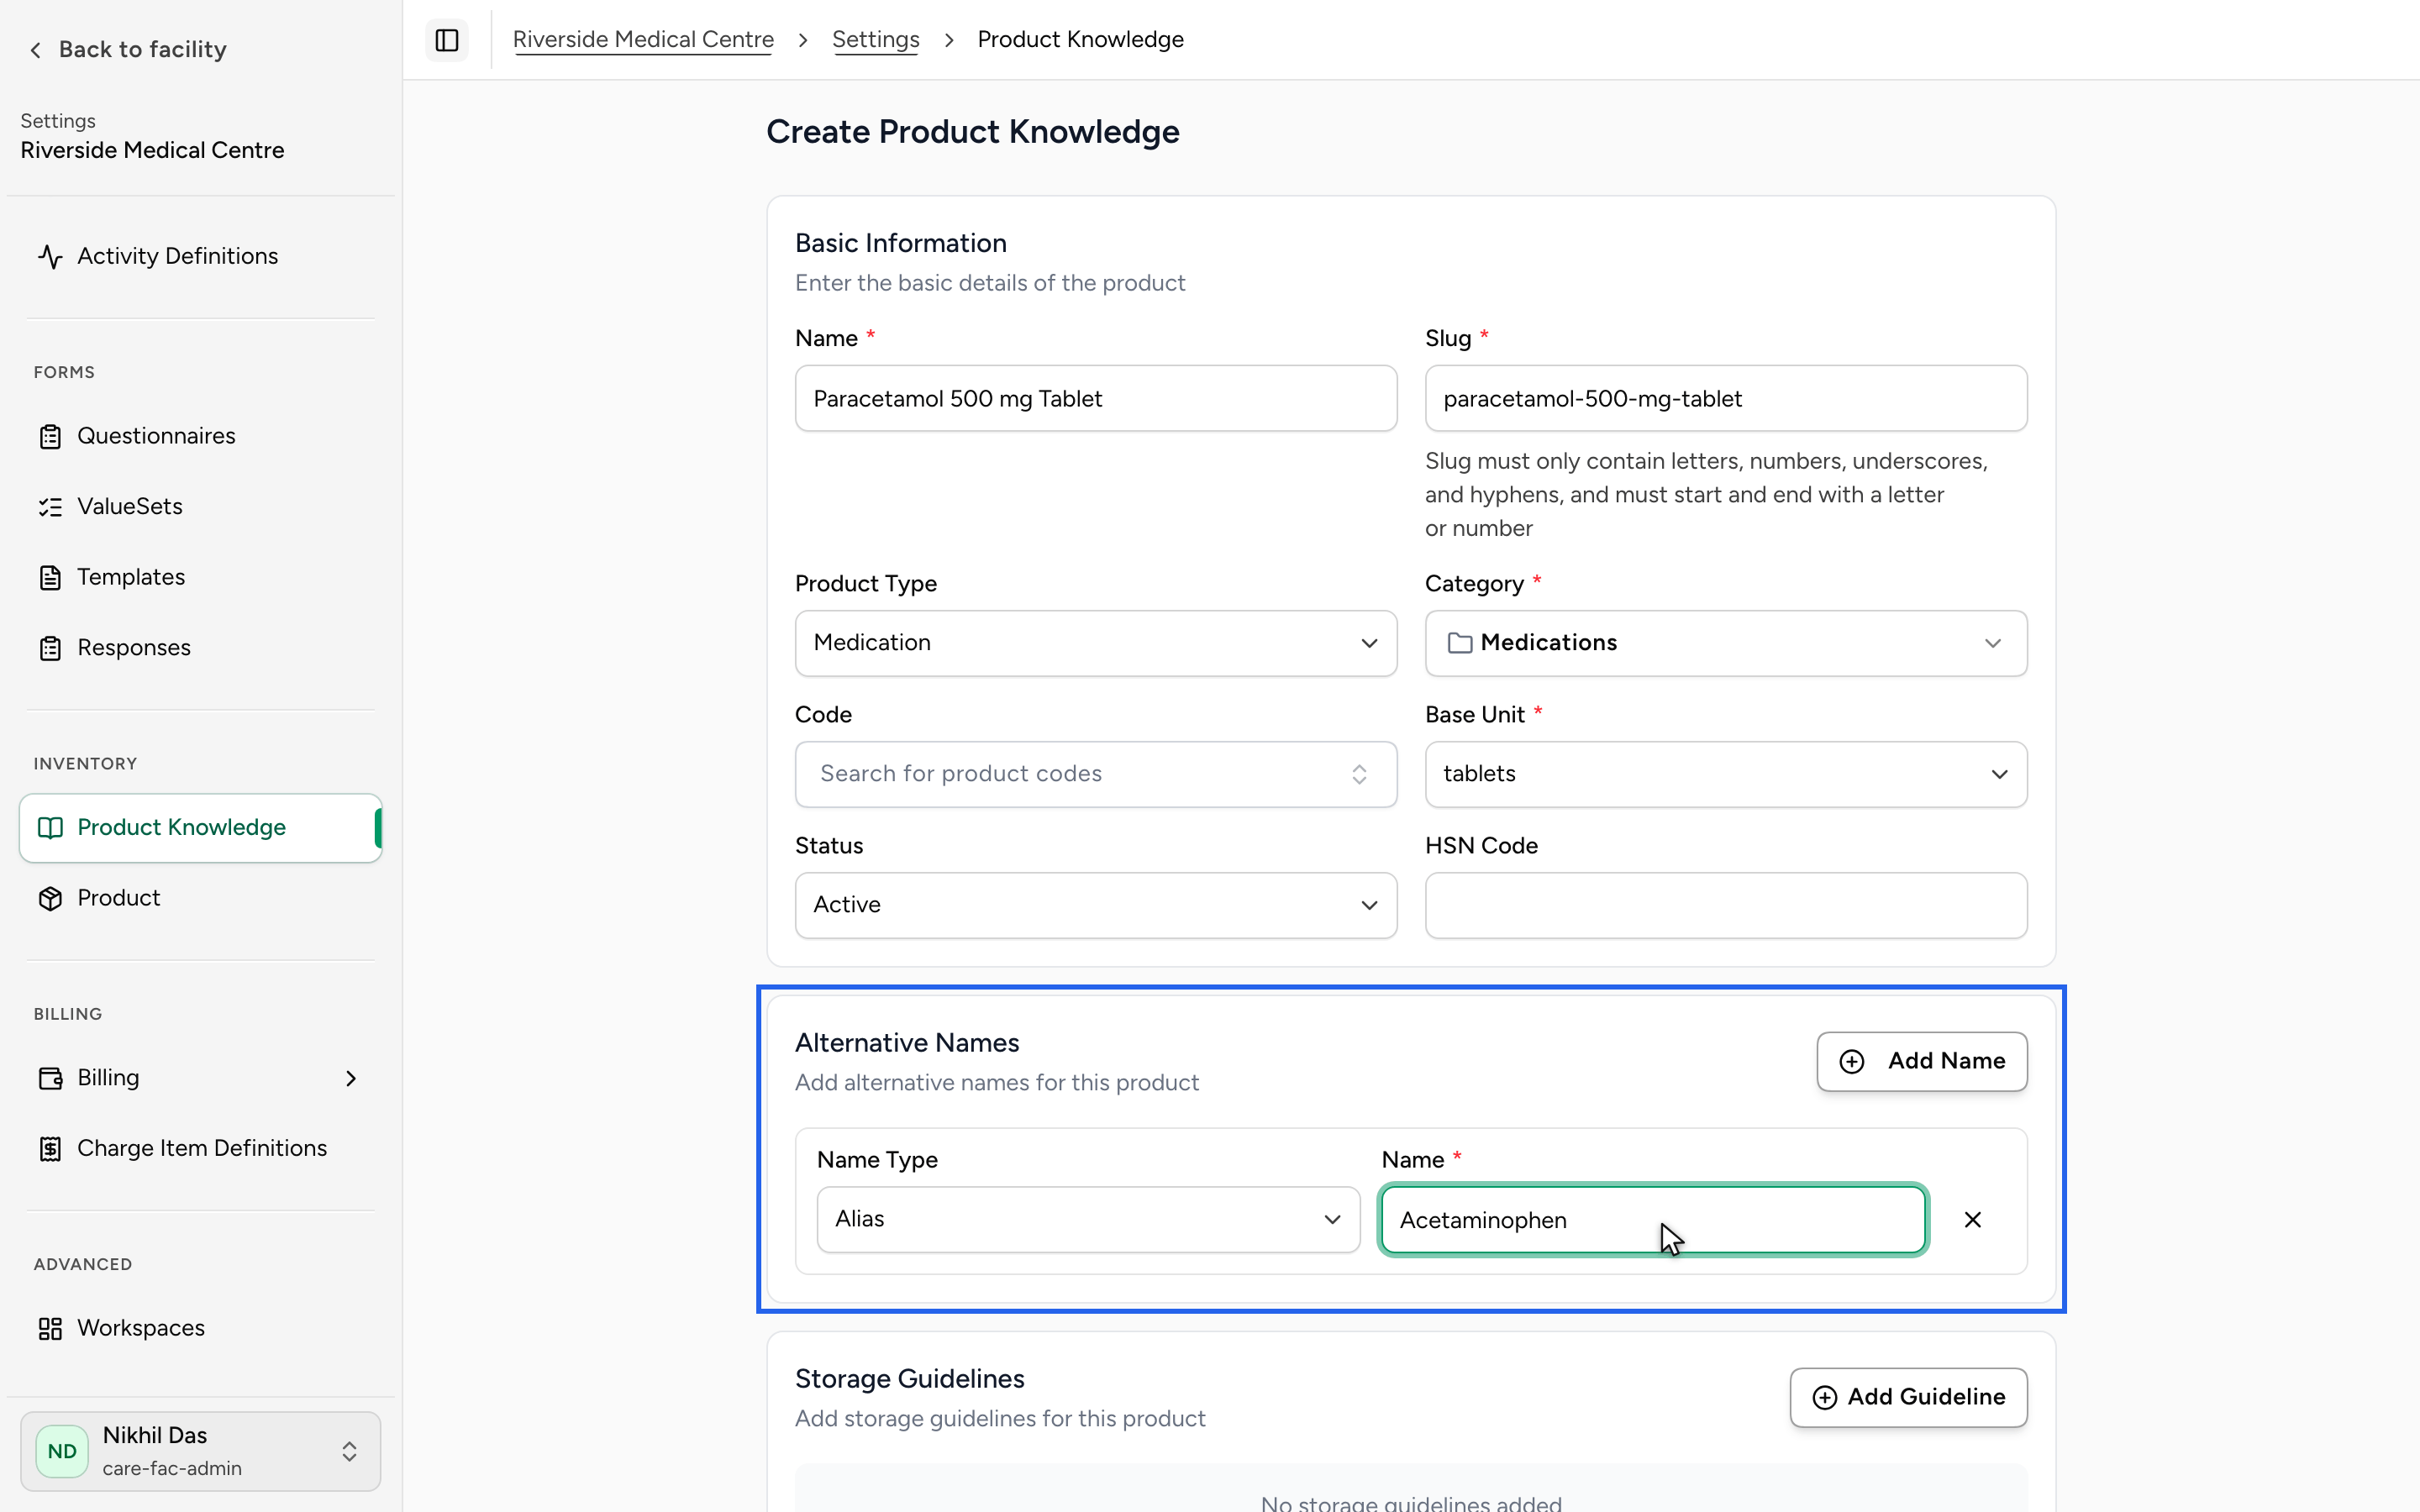 Back to facility
Settings
Riverside Medical Centre
Activity Definitions
FORMS
Questionnaires
ValueSets
Templates
Responses
INVENTORY
Product Knowledge
Product
BILLING
Billing
Charge Item Definitions
ADVANCED
Workspaces
ND
Nikhil Das
care-fac-admin
Riverside Medical Centre > Settings > Product Knowledge
Create Product Knowledge
Basic Information
Enter the basic details of the product
Name *
Paracetamol 500 mg Tablet
Slug *
paracetamol-500-mg-tablet
Slug must only contain letters, numbers, underscores,
and hyphens, and must start and end with a letter
or number
Product Type
Medication
Category *
Medications
Code
Search for product codes
Base Unit *
tablets
Status
Active
HSN Code
Alternative Names
Add alternative names for this product
Add Name
Name Type
Alias
Name *
Acetaminophen
Storage Guidelines
Add storage guidelines for this product
Add Guideline
No storage guidelines added